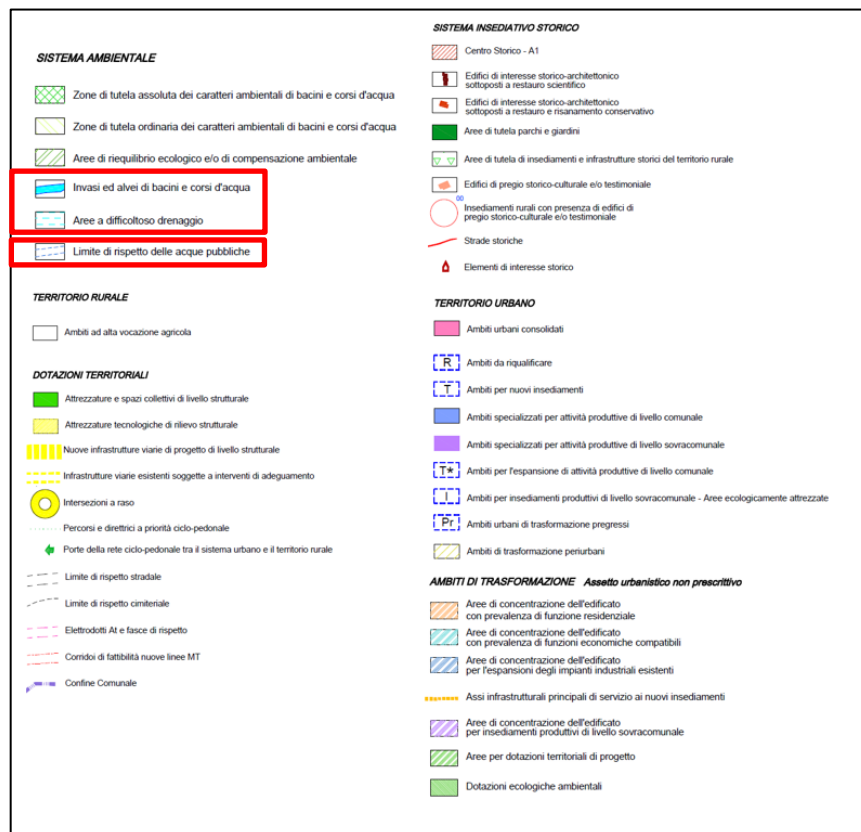 SISTEMA AMBIENTALE
Zone di tutela assoluta dei caratteri ambientali di bacini e corsi d'acqua
Zone di tutela ordinaria dei caratteri ambientali di bacini e corsi d'acqua
Aree di riequilibrio ecologico e/o di compensazione ambientale
Invasi ed alvei di bacini e corsi d'acqua
Aree a difficoltoso drenaggio
Limite di rispetto delle acque pubbliche
TERRITORIO RURALE
Ambiti ad alta vocazione agricola
DOTAZIONI TERRITORIALI
Attrezzature e spazi collettivi di livello strutturale
Attrezzature tecnologiche di rilievo strutturale
Nuove infrastrutture viarie di progetto di livello strutturale
Infrastrutture viarie esistenti soggette a interventi di adeguamento
Intersezioni a raso
Percorsi e direttrici a priorità ciclo-pedonale
Porte della rete ciclo-pedonale tra il sistema urbano e il territorio rurale
Limite di rispetto stradale
Limite di rispetto cimiteriale
Elettrodotti At e fasce di rispetto
Corridoi di fattibilità nuove linee MT
Confine Comunale
SISTEMA INSEDIATIVO STORICO
Centro Storico - A1
Edifici di interesse storico-architettonico
sottoposti a restauro scientifico
Edifici di interesse storico-architettonico
sottoposti a restauro e risanamento conservativo
Aree di tutela parchi e giardini
Aree di tutela di insediamenti e infrastrutture storici del territorio rurale
Edifici di pregio storico-culturale e/o testimoniale
00
Insediamenti rurali con presenza di edifici di
pregio storico-culturale e/o testimoniale
Strade storiche
Elementi di interesse storico
TERRITORIO URBANO
Ambiti urbani consolidati
R Ambiti da riqualificare
T Ambiti per nuovi insediamenti
Ambiti specializzati per attività produttive di livello comunale
Ambiti specializzati per attività produttive di livello sovracomunale
T* Ambiti per l'espansione di attività produttive di livello comunale
I Ambiti per insediamenti produttivi di livello sovracomunale - Aree ecologicamente attrezzate
Pr Ambiti urbani di trasformazione pregressi
Ambiti di trasformazione periurbani
AMBITI DI TRASFORMAZIONE Assetto urbanistico non prescrittivo
Aree di concentrazione dell'edificato
con prevalenza di funzione residenziale
Aree di concentrazione dell'edificato
con prevalenza di funzioni economiche compatibili
Aree di concentrazione dell'edificato
per l'espansioni degli impianti industriali esistenti
Assi infrastrutturali principali di servizio ai nuovi insediamenti
Aree di concentrazione dell'edificato
per insediamenti produttivi di livello sovracomunale
Aree per dotazioni territoriali di progetto
Dotazioni ecologiche ambientali